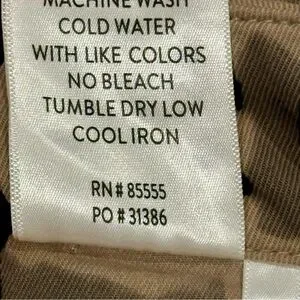 MACHINE WASH
COLD WATER
WITH LIKE COLORS
NO BLEACH
TUMBLE DRY LOW
COOL IRON
RN# 85555
PO # 31386